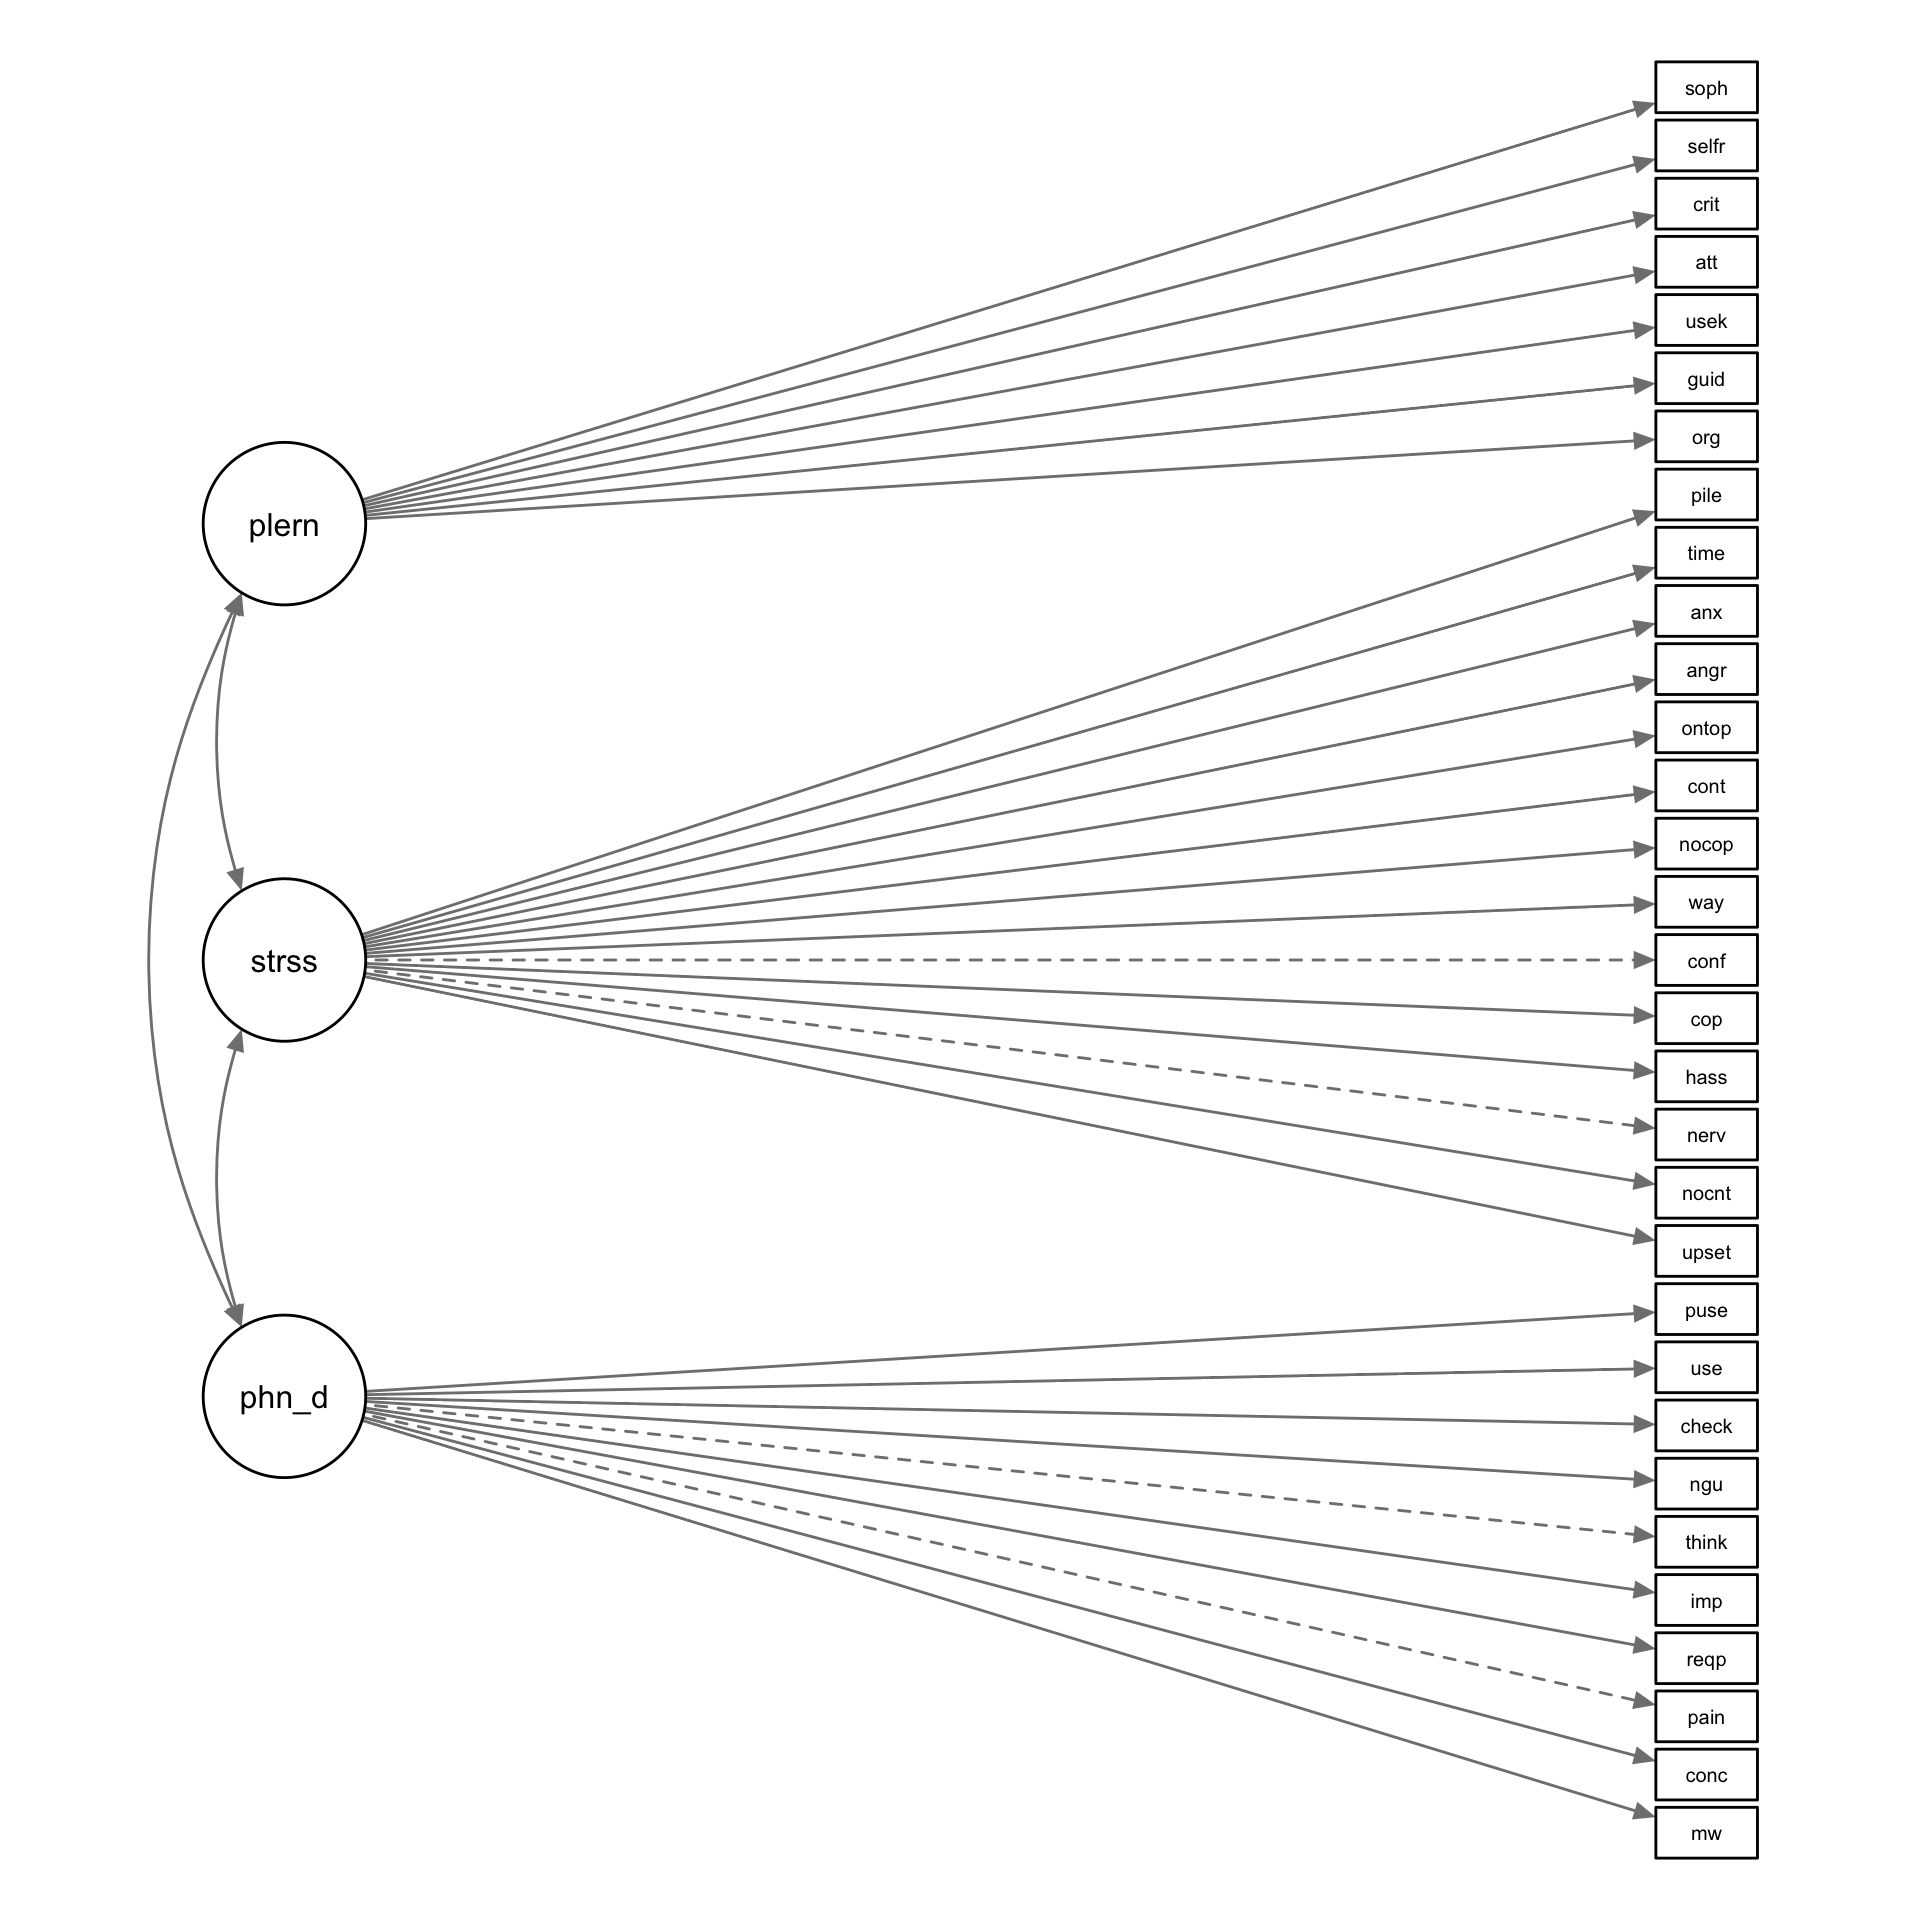 plern
strss
phn_d
soph
selfr
crit
att
usek
guid
org
pile
time
anx
angr
ontop
cont
nocop
way
conf
cop
hass
nerv
nocnt
upset
puse
use
check
ngu
think
imp
reqp
pain
conc
mw